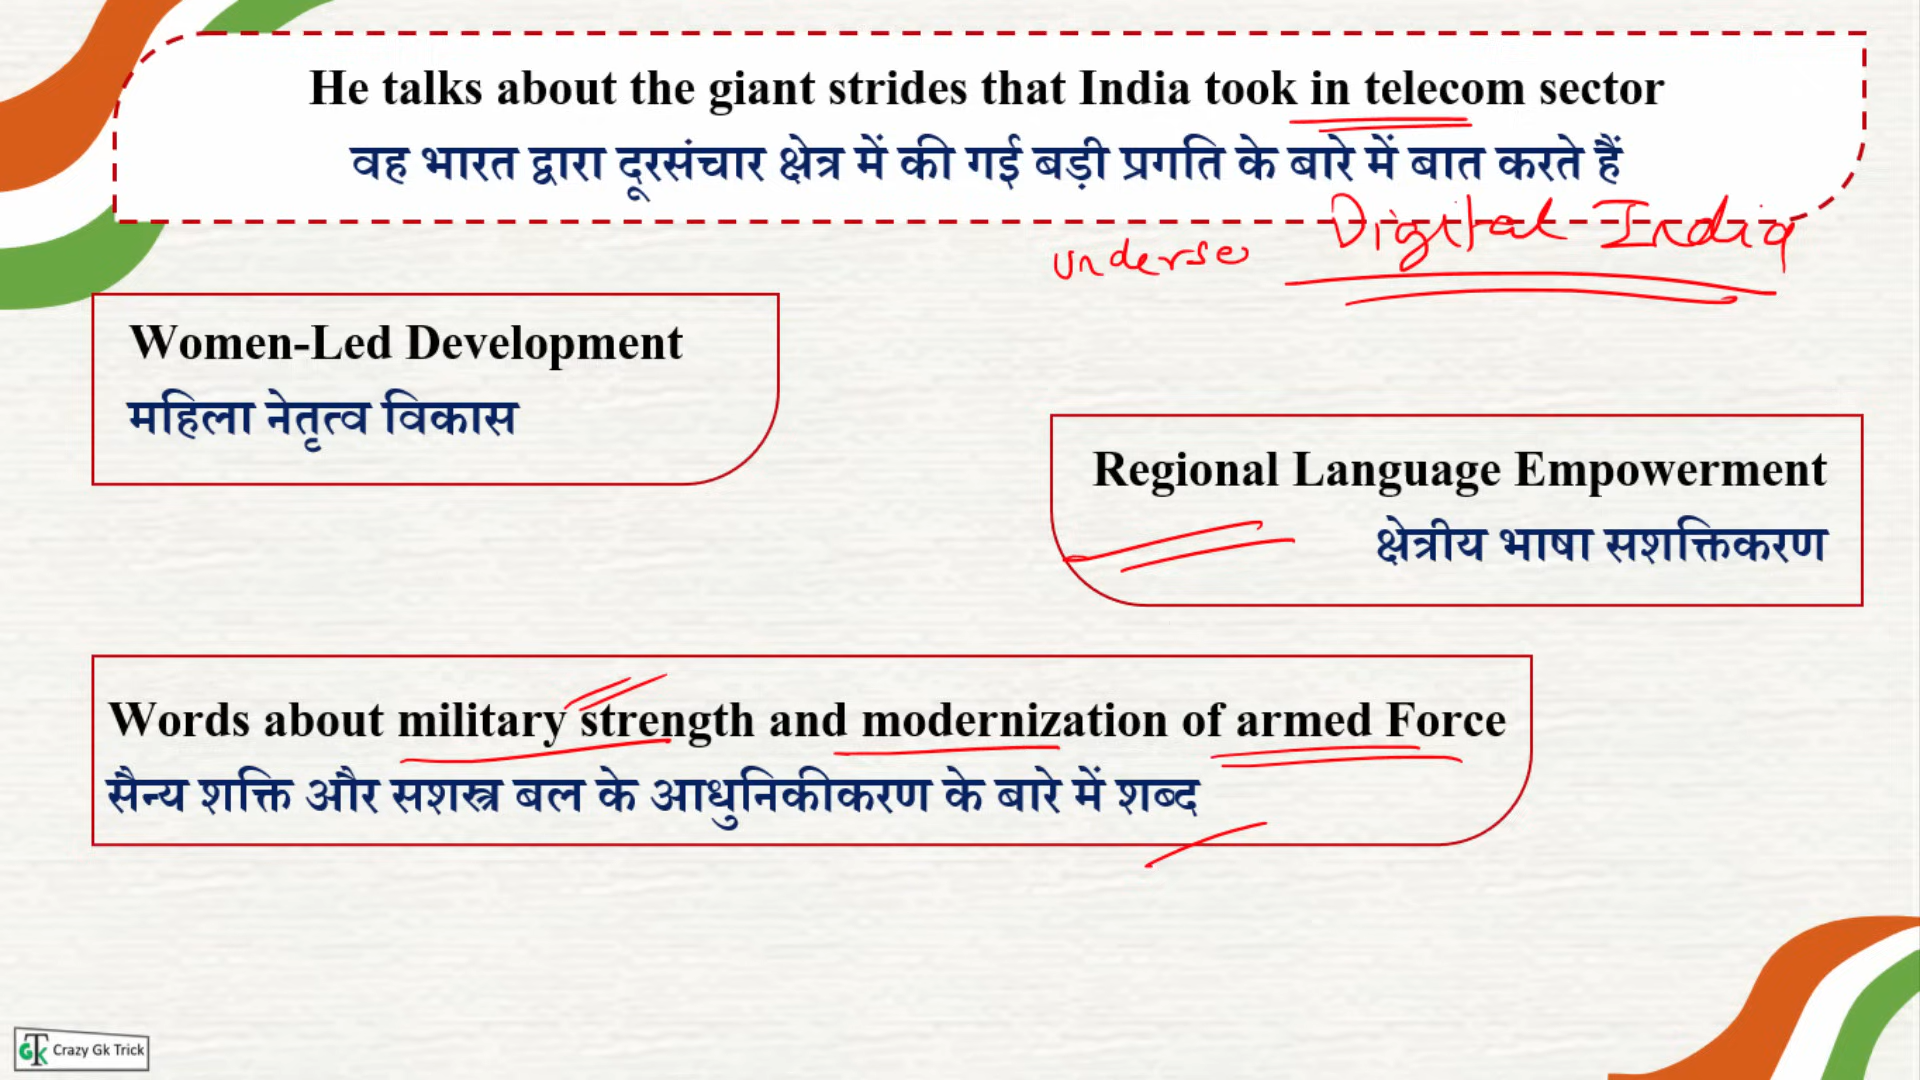 He talks about the giant strides that India took in telecom sector
वह भारत द्वारा दूरसंचार क्षेत्र में की गई बड़ी प्रगति के बारे में बात करते हैं
Digital India
underse
Women-Led Development
महिला नेतृत्व विकास
Regional Language Empowerment
क्षेत्रीय भाषा सशक्तिकरण
Words about military strength and modernization of armed Force
सैन्य शक्ति और सशस्त्र बल के आधुनिकीकरण के बारे में शब्द
GTK Crazy Gk Trick